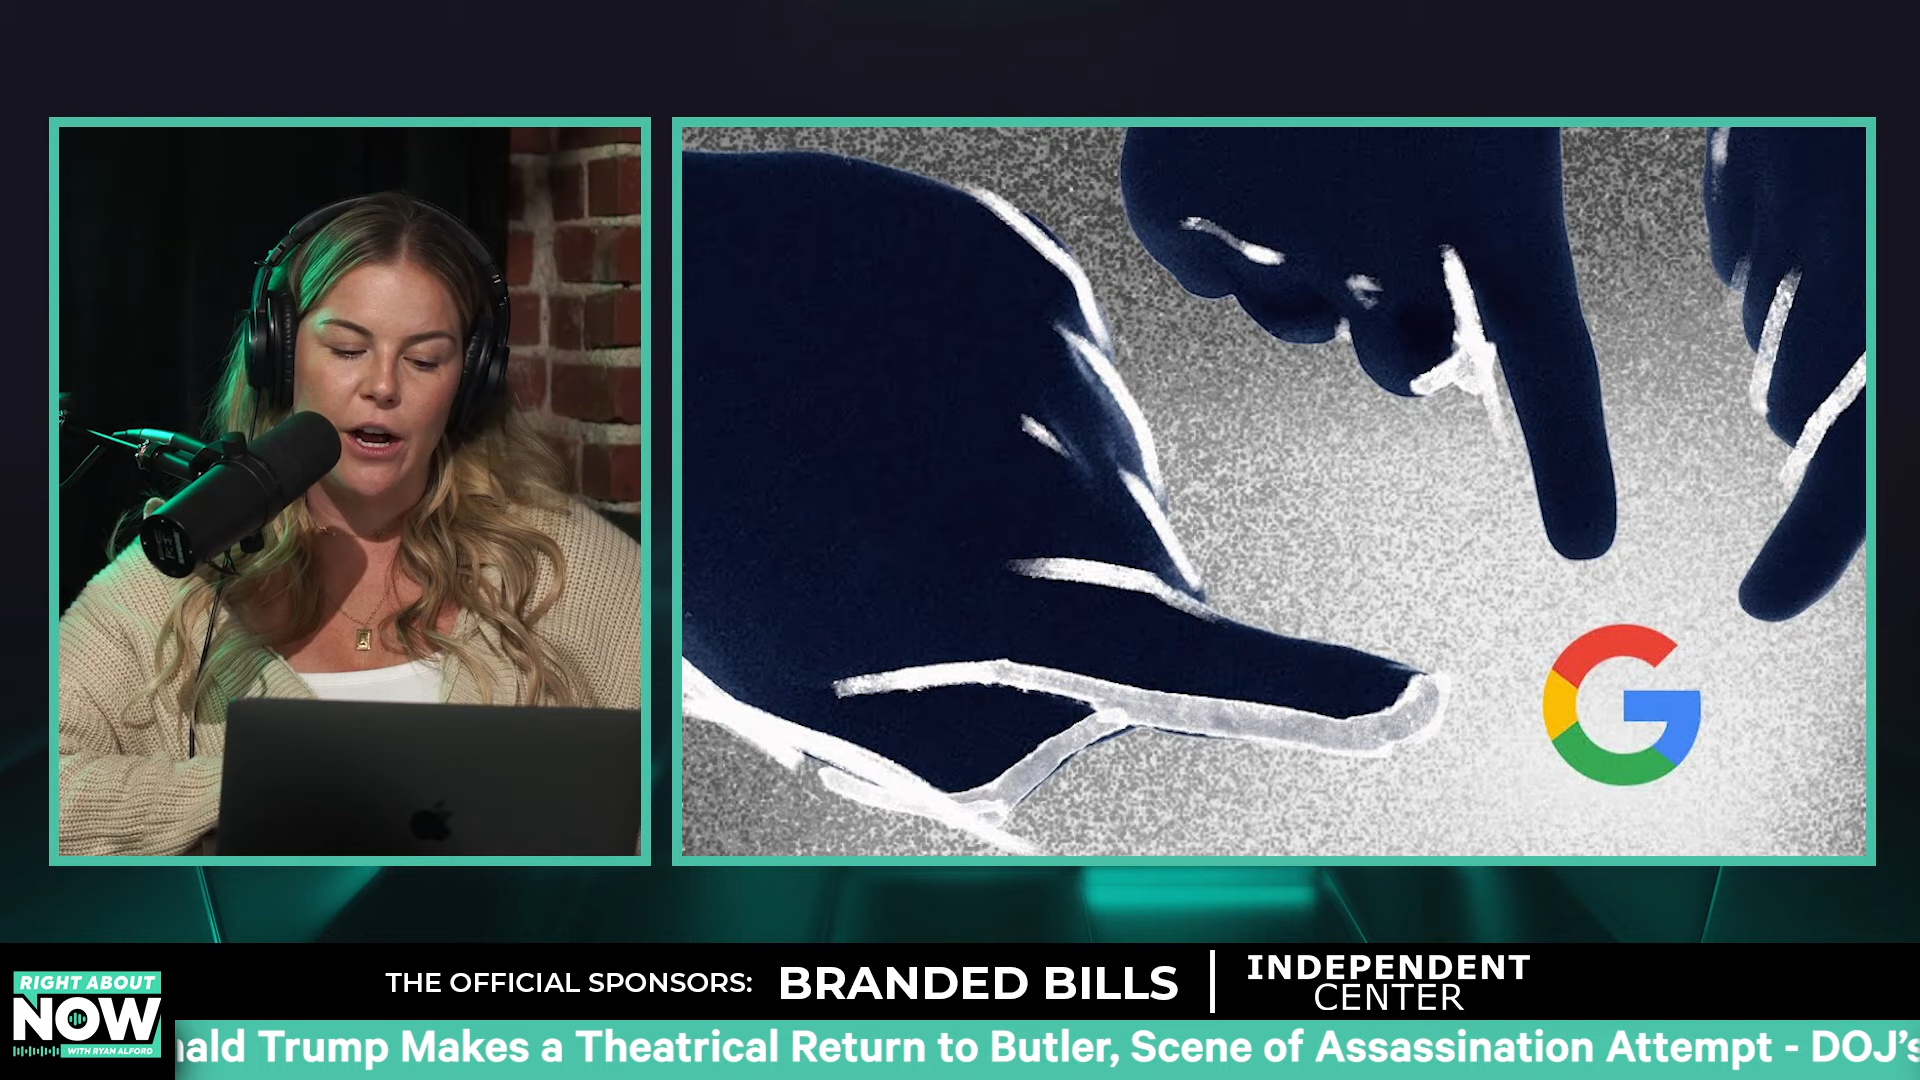 THE OFFICIAL SPONSORS: BRANDED BILLS
INDEPENDENT
CENTER
RIGHT ABOUT
NOW
WITH RYAN ALFORD
nald Trump Makes a Theatrical Return to Butler, Scene of Assassination Attempt - DOJ's